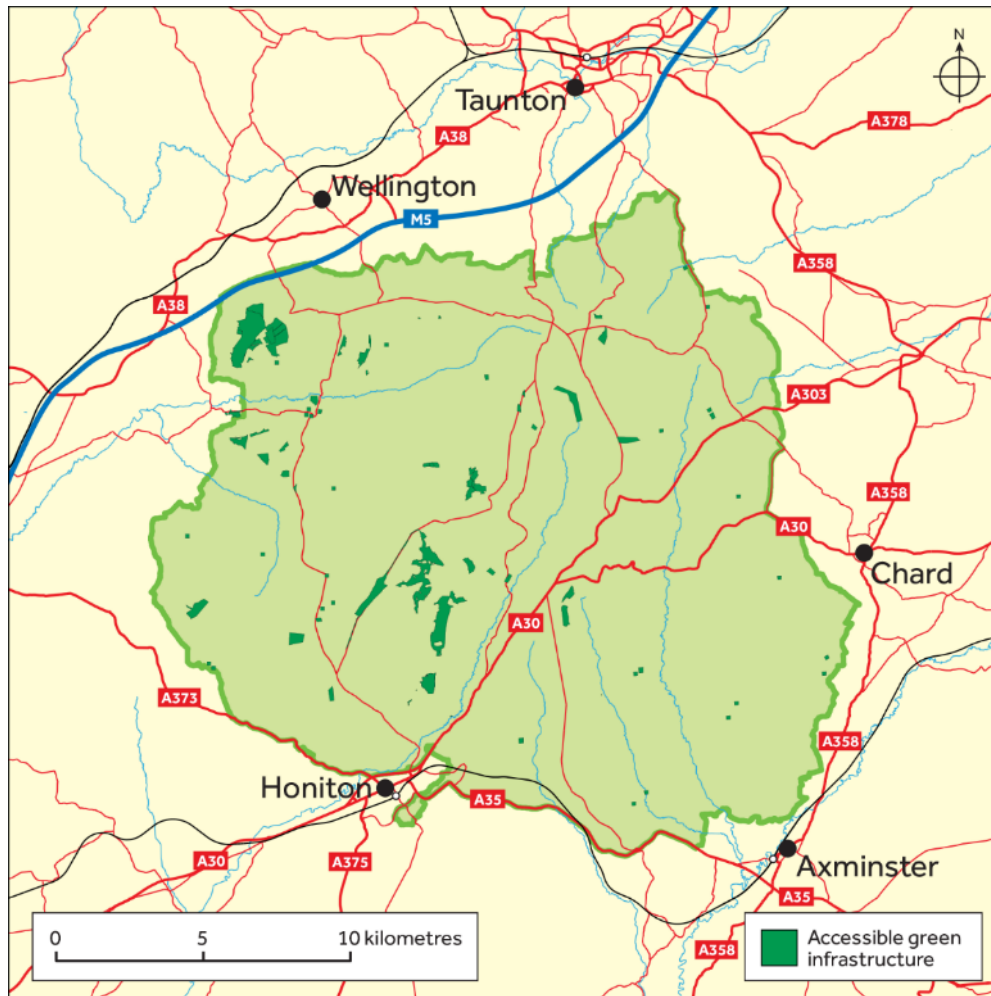 N
Taunton
A378
A38
Wellington
M5
A358
A38
A303
A358
A30
Chard
A30
A373
A358
Honiton
A35
A30
A375
Axminster
A35
A358
0 5 10 kilometres
Accessible green
infrastructure